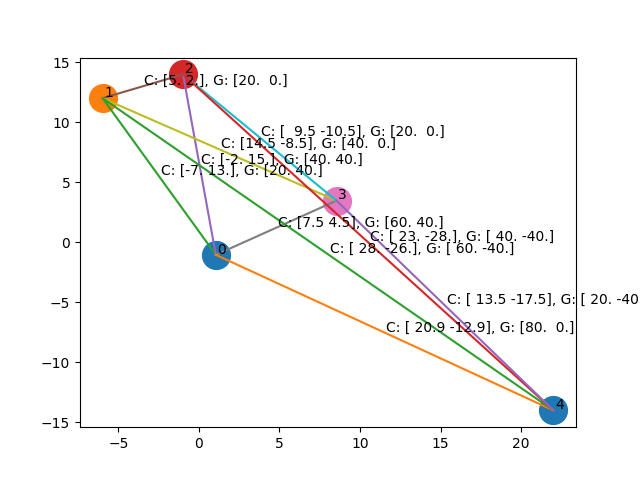 15
2
C: [5. 2.], G: [20.  0.]
1
10
C: [  9.5 -10.5], G: [20.  0.]
C: [14.5 -8.5], G: [40.  0.]
C: [-2. 15.], G: [40. 40.]
C: [-7. 13.], G: [20. 40.]
5
3
C: [7.5 4.5], G: [60. 40.]
C: [ 23. -28.], G: [ 40. -40.]
0
0
C: [ 28. -26.], G: [ 60. -40.]
−5
C: [ 13.5 -17.5], G: [ 20. -40
C: [ 20.9 -12.9], G: [80.  0.]
−10
4
−15
−5 0 5 10 15 20